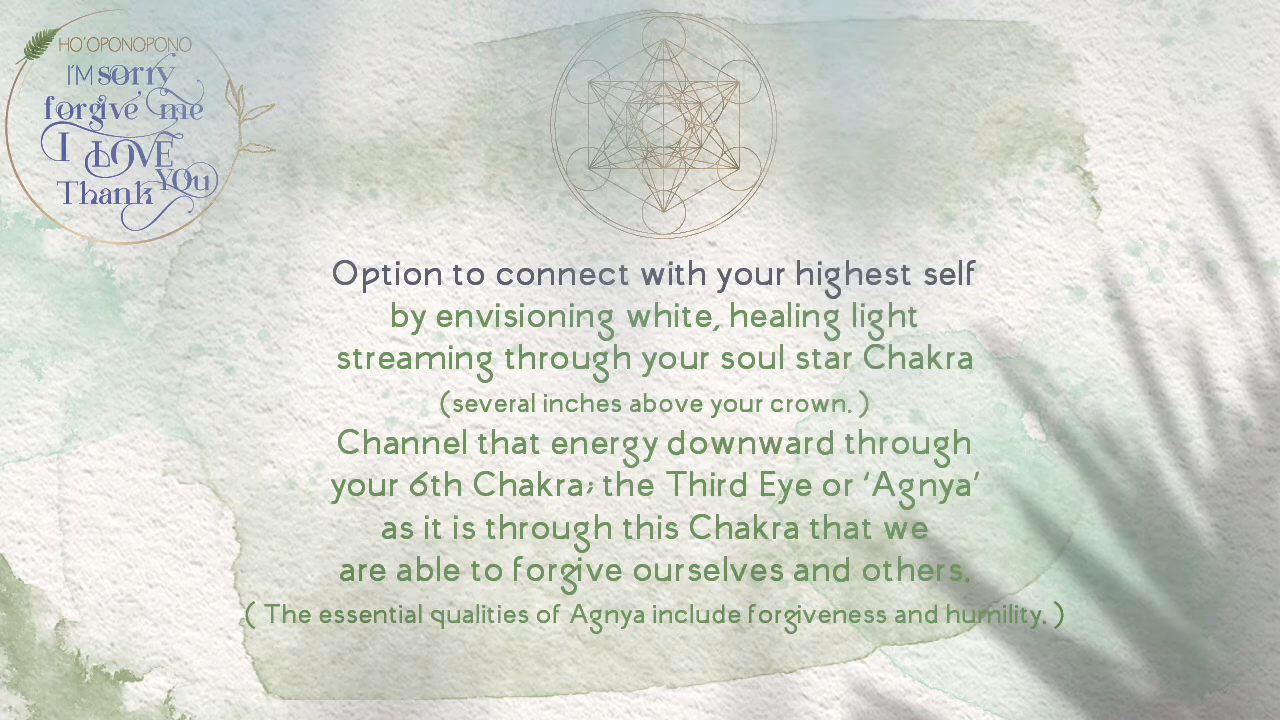 HO'OPONOPONO
I'M sorry
forgive me
I LOVE
YOu
Thank
Option to connect with your highest self
by envisioning white, healing light
streaming through your soul star Chakra
(several inches above your crown. )
Channel that energy downward through
your 6th Chakra; the Third Eye or 'Agnya'
as it is through this Chakra that we
are able to forgive ourselves and others.
( The essential qualities of Agnya include forgiveness and humility. )